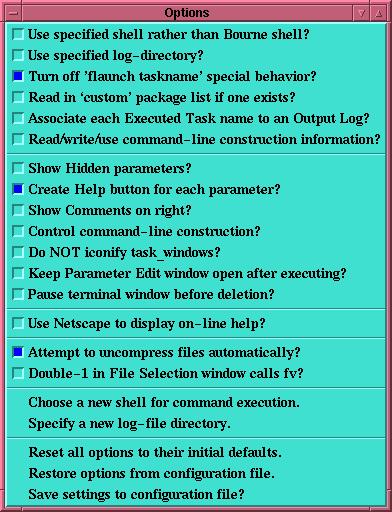 Options
Use specified shell rather than Bourne shell?
Use specified log-directory?
Turn off 'flaunch taskname' special behavior?
Read in 'custom' package list if one exists?
Associate each Executed Task name to an Output Log?
Read/write/use command-line construction information?
Show Hidden parameters?
Create Help button for each parameter?
Show Comments on right?
Control command-line construction?
Do NOT iconify task_windows?
Keep Parameter Edit window open after executing?
Pause terminal window before deletion?
Use Netscape to display on-line help?
Attempt to uncompress files automatically?
Double-1 in File Selection window calls fv?
Choose a new shell for command execution.
Specify a new log-file directory.
Reset all options to their initial defaults.
Restore options from configuration file.
Save settings to configuration file?